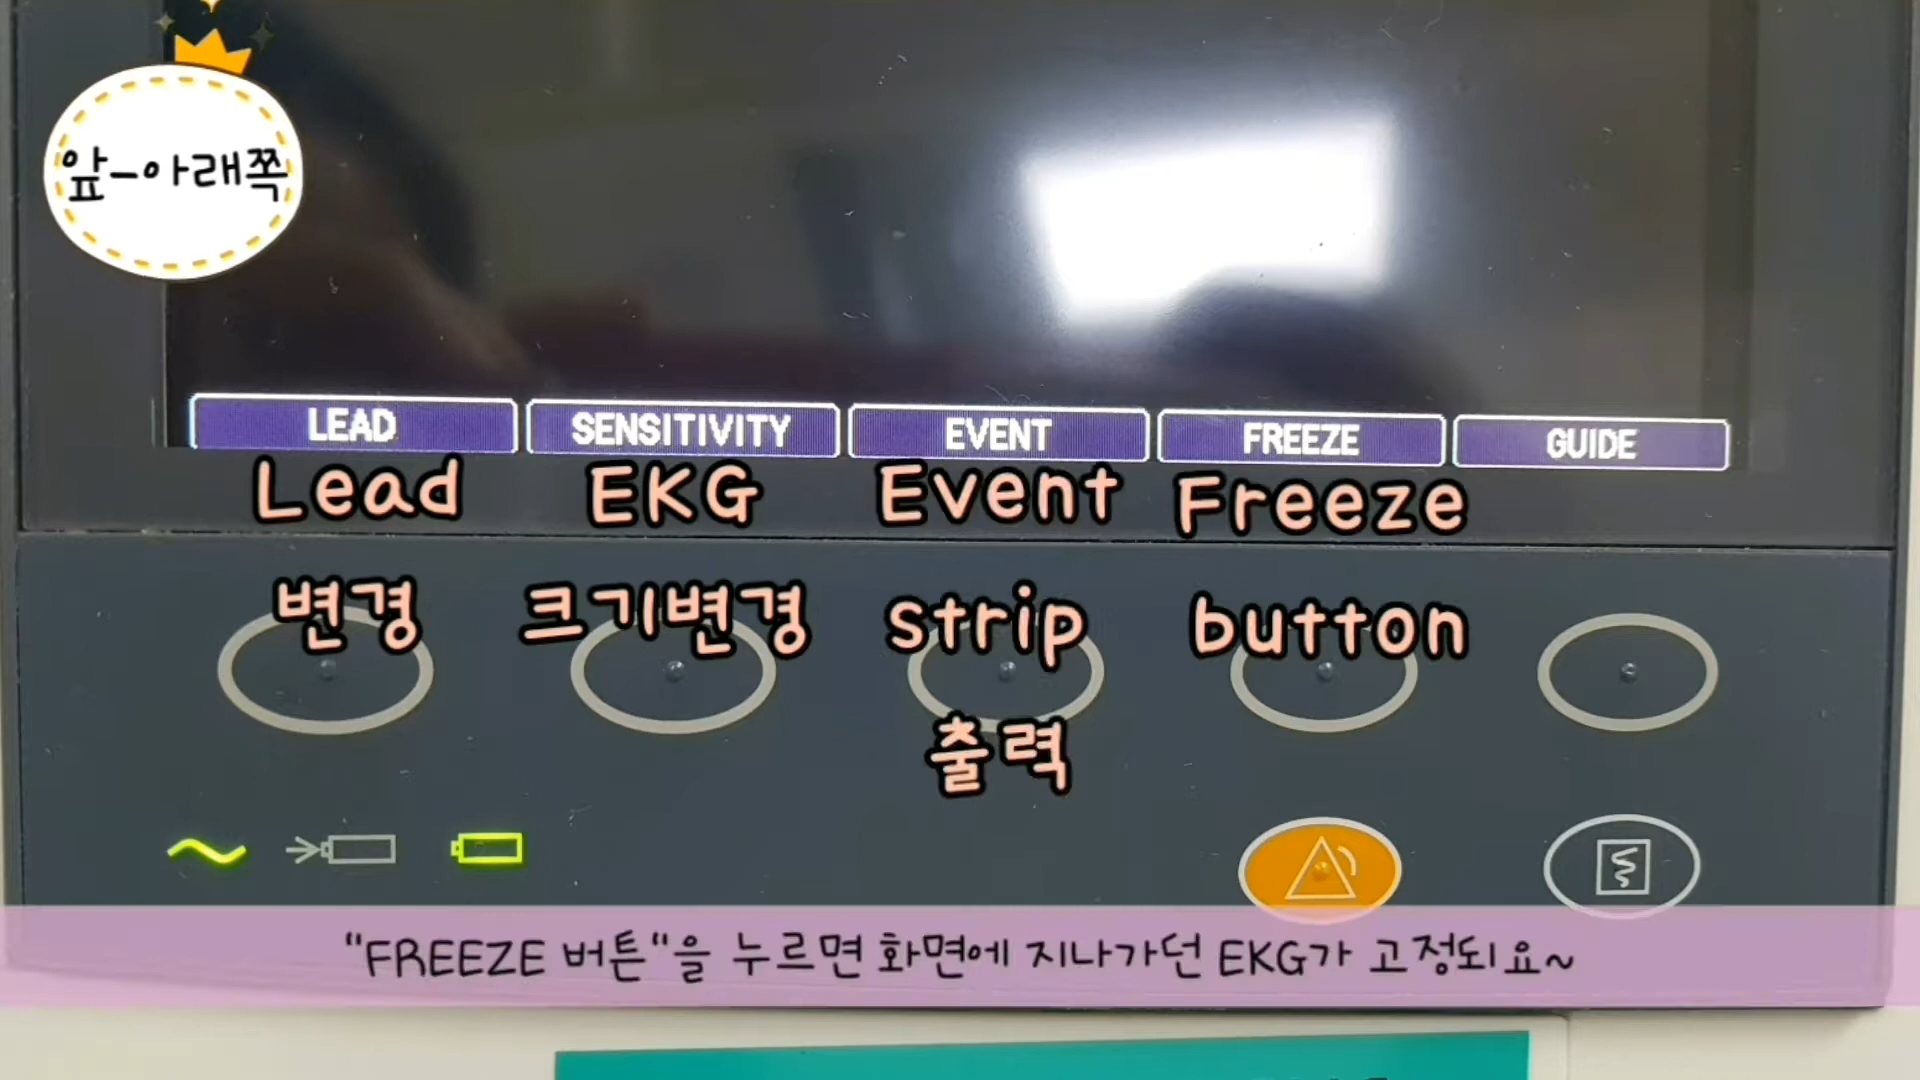 앞-아래쪽
LEAD
SENSITIVITY
EVENT
FREEZE
GUIDE
Lead
변경
EKG
크기변경
Event
strip
출력
Freeze
button
"FREEZE 버튼"을 누르면 화면에 지나가던 EKG가 고정되요~